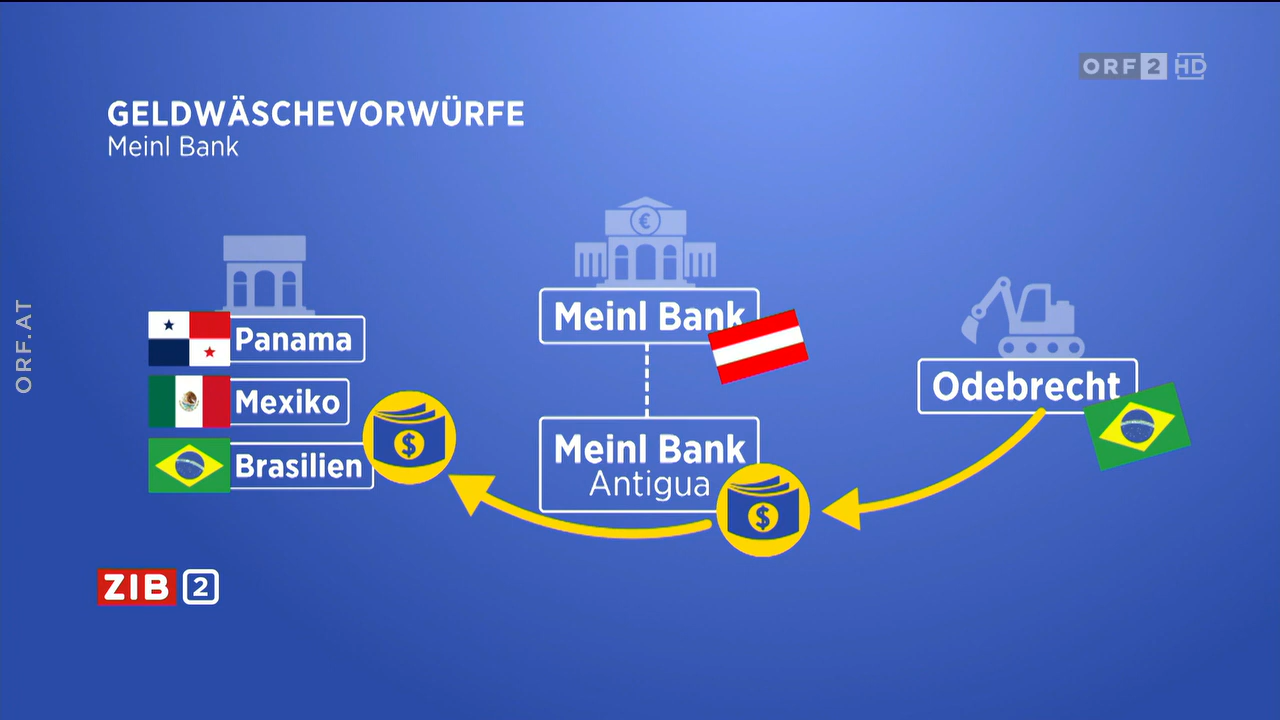 ORF 2 HD
GELDWÄSCHEVORWÜRFE
Meinl Bank
€
Meinl Bank
Panama
Mexiko
Brasilien
$
Meinl Bank
Antigua
$
Odebrecht
ORF.AT
ZIB 2